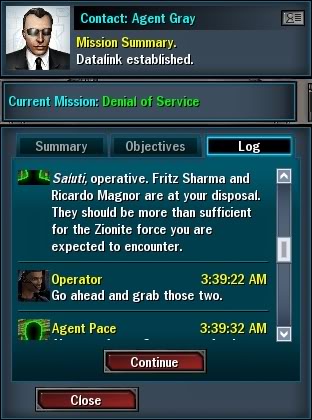 Contact: Agent Gray
Mission Summary.
Datalink established.
Current Mission: Denial of Service
Summary
Objectives
Log
Saluti, operative. Fritz Sharma and
Ricardo Magnor are at your disposal.
They should be more than sufficient
for the Zionite force you are
expected to encounter.
Operator 3:39:22 AM
Go ahead and grab those two.
Agent Pace 3:39:32 AM
Continue
Close